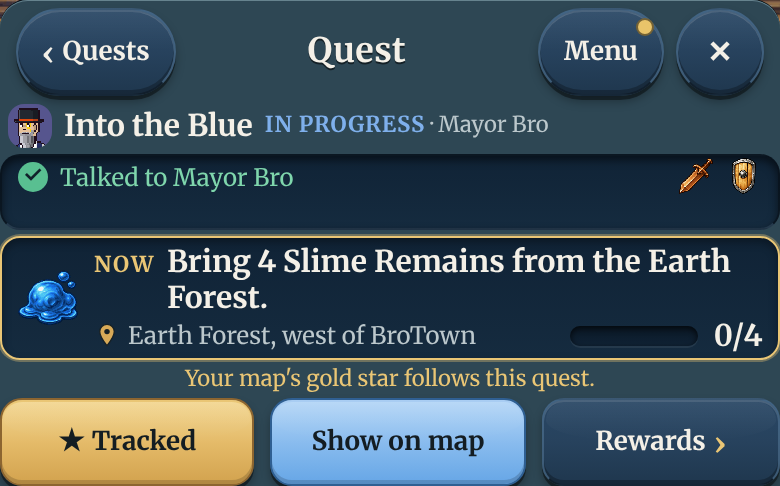 ‹ Quests
Quest
Menu
×
Into the Blue IN PROGRESS · Mayor Bro
Talked to Mayor Bro
NOW Bring 4 Slime Remains from the Earth
Forest.
Earth Forest, west of BroTown 0/4
Your map's gold star follows this quest.
★ Tracked
Show on map
Rewards ›